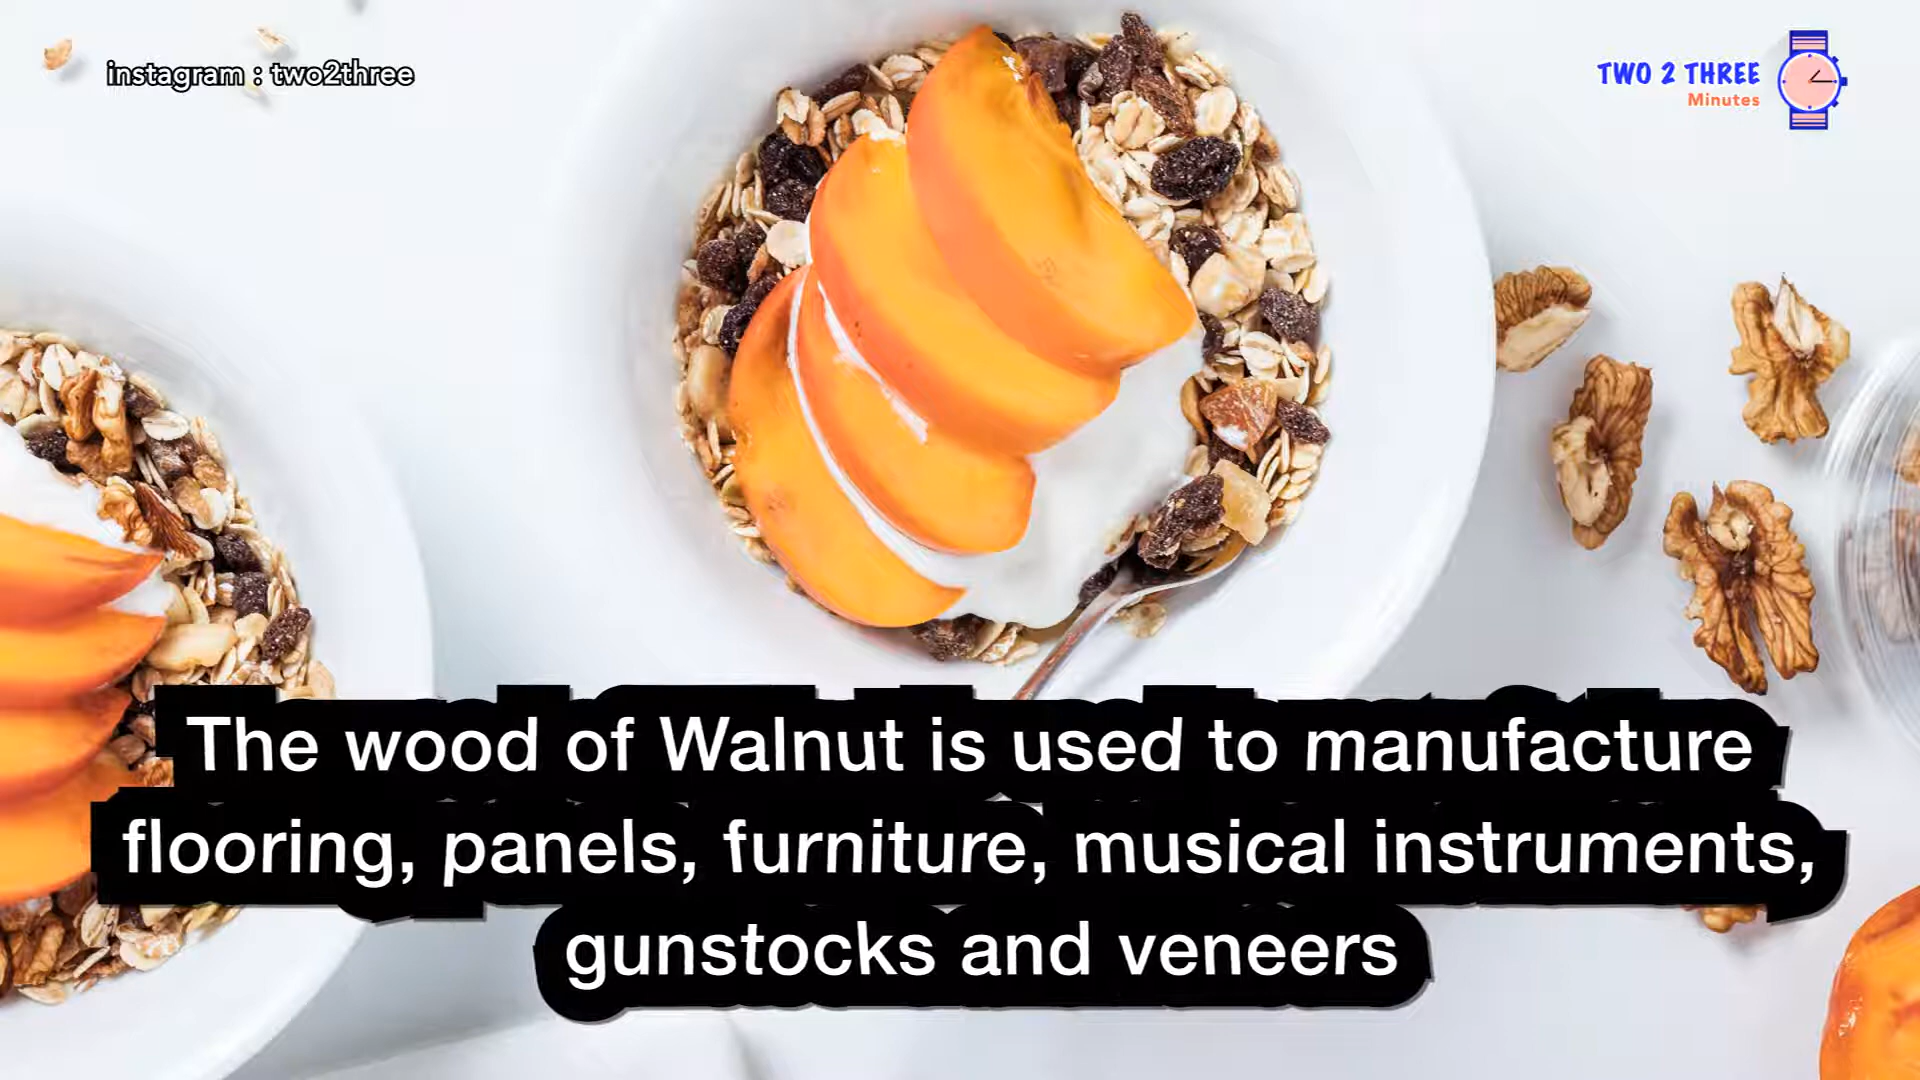 instagram : two2three
TWO 2 THREE
Minutes
The wood of Walnut is used to manufacture
flooring, panels, furniture, musical instruments,
gunstocks and veneers